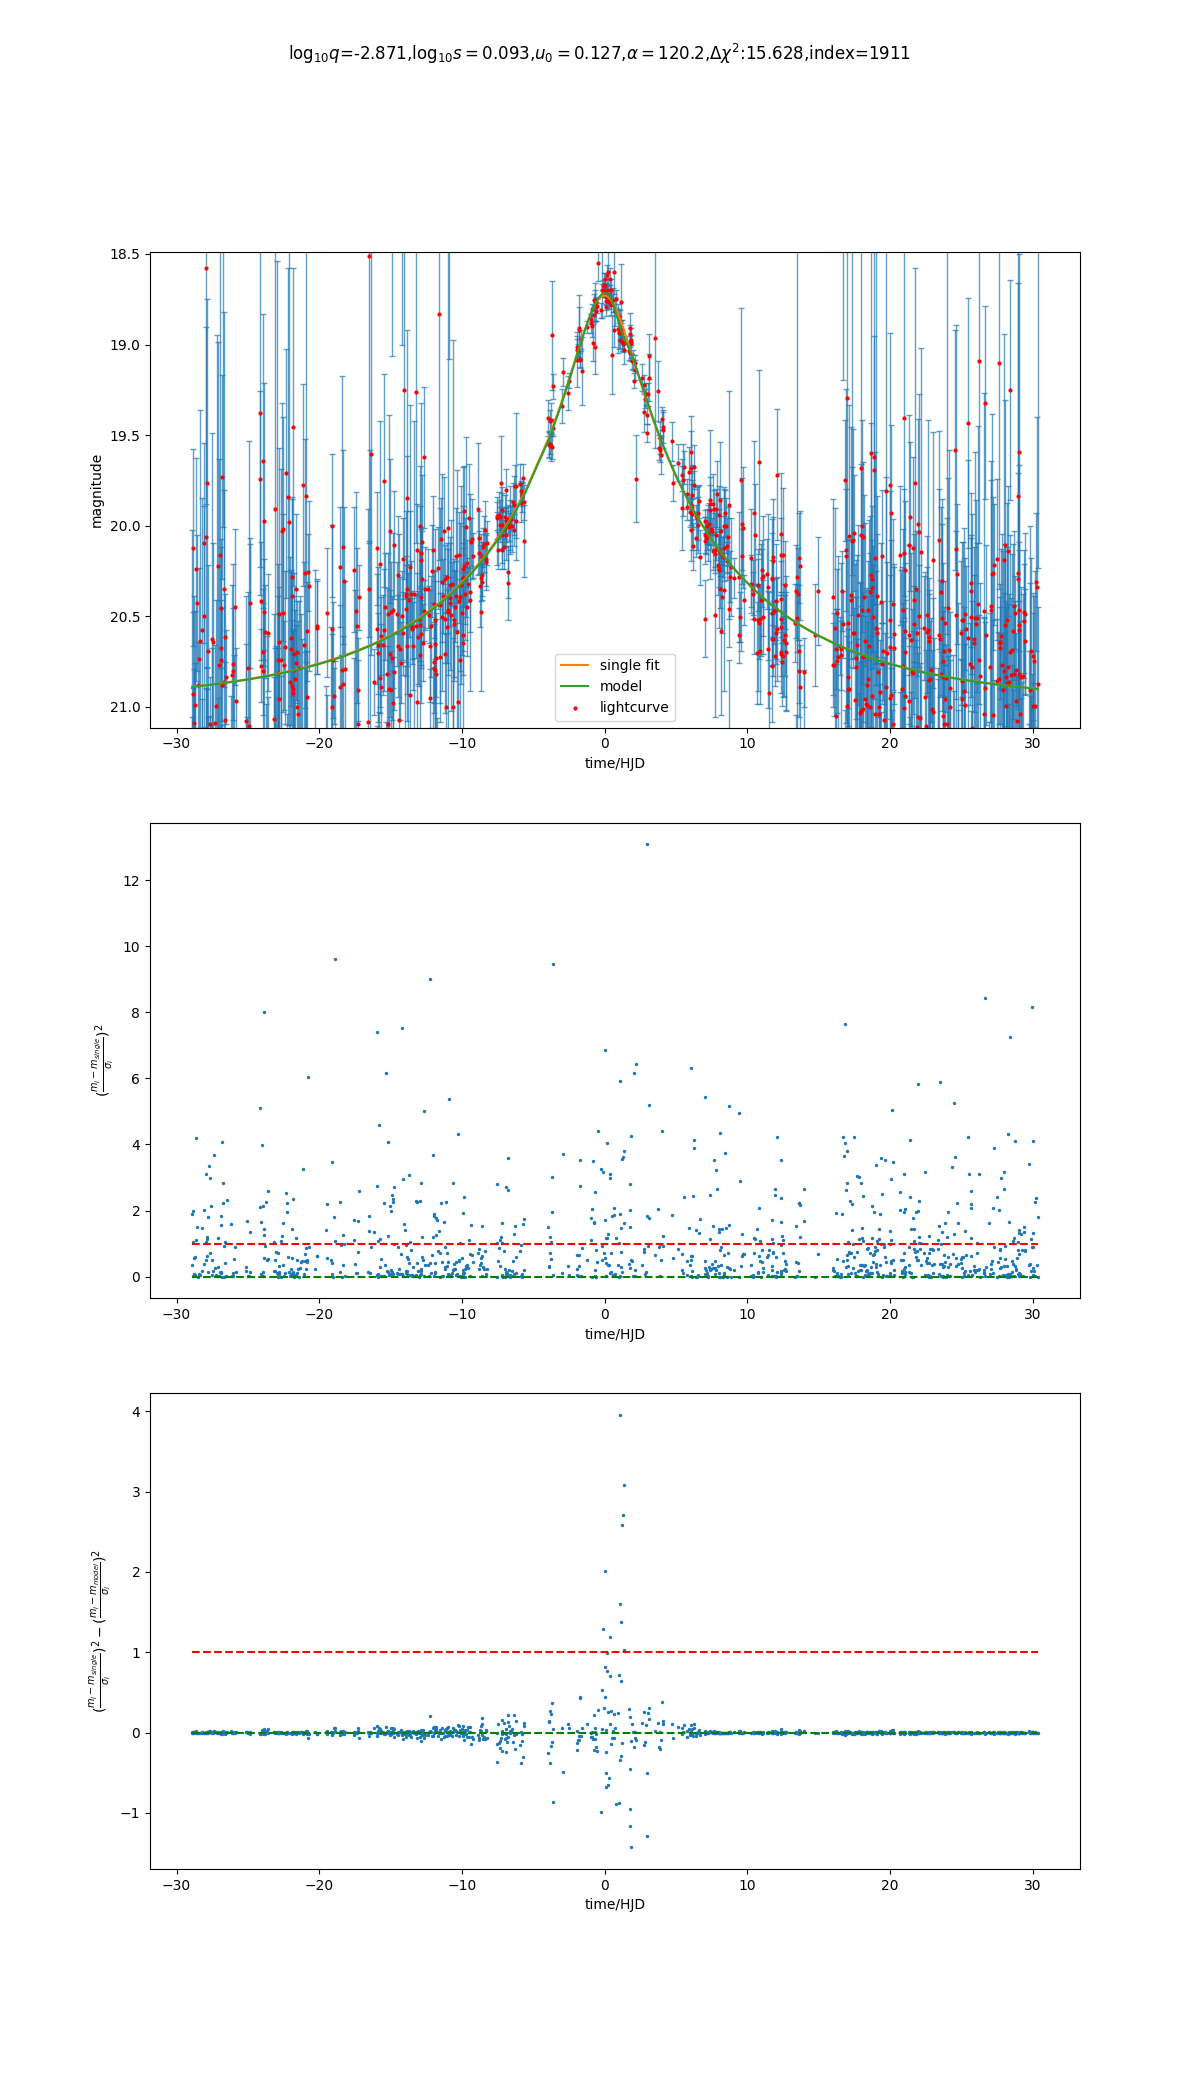 log₁₀q=-2.871,log₁₀s = 0.093,u₀ = 0.127,α = 120.2,Δχ²:15.628,index=1911
18.5
19.0
19.5
20.0
20.5
21.0
magnitude
single fit
model
lightcurve
−30 −20 −10 0 10 20 30
time/HJD
12
10
8
6
4
2
0
((mᵢ − m_single)/σᵢ)²
−30 −20 −10 0 10 20 30
time/HJD
4
3
2
1
0
−1
((mᵢ − m_single)/σᵢ)² − ((mᵢ − m_model)/σᵢ)²
−30 −20 −10 0 10 20 30
time/HJD